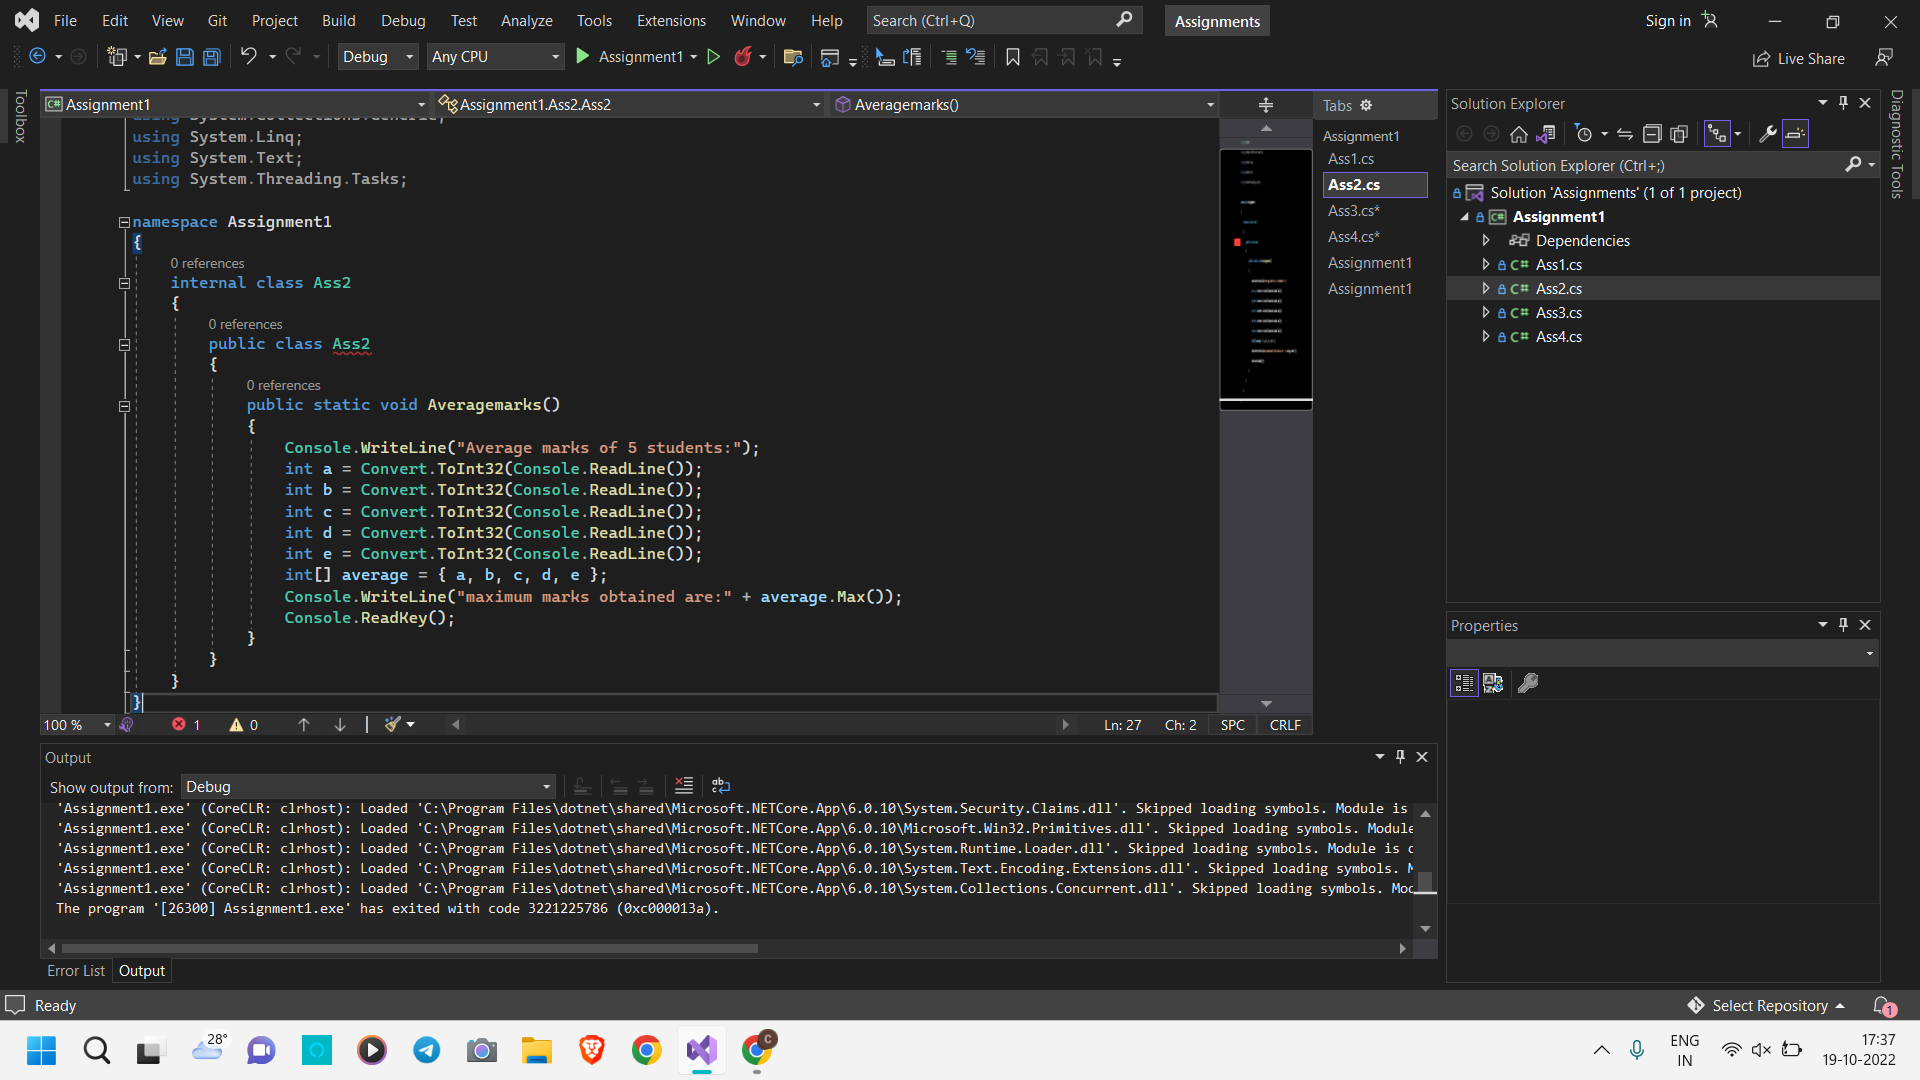 File Edit View Git Project Build Debug Test Analyze Tools Extensions Window Help Search (Ctrl+Q) Assignments Sign in
Debug Any CPU Assignment1 Live Share
Toolbox
Assignment1 Assignment1.Ass2.Ass2 Averagemarks()
using System.Collections.Generic;
using System.Linq;
using System.Text;
using System.Threading.Tasks;
namespace Assignment1
{
0 references
internal class Ass2
{
0 references
public class Ass2
{
0 references
public static void Averagemarks()
{
Console.WriteLine("Average marks of 5 students:");
int a = Convert.ToInt32(Console.ReadLine());
int b = Convert.ToInt32(Console.ReadLine());
int c = Convert.ToInt32(Console.ReadLine());
int d = Convert.ToInt32(Console.ReadLine());
int e = Convert.ToInt32(Console.ReadLine());
int[] average = { a, b, c, d, e };
Console.WriteLine("maximum marks obtained are:" + average.Max());
Console.ReadKey();
}
}
}
}
100 % 1 0 Ln: 27 Ch: 2 SPC CRLF
Tabs
Assignment1
Ass1.cs
Ass2.cs
Ass3.cs*
Ass4.cs*
Assignment1
Assignment1
Solution Explorer
Search Solution Explorer (Ctrl+;)
Solution 'Assignments' (1 of 1 project)
C# Assignment1
Dependencies
C# Ass1.cs
C# Ass2.cs
C# Ass3.cs
C# Ass4.cs
Diagnostic Tools
Properties
Output
Show output from: Debug
'Assignment1.exe' (CoreCLR: clrhost): Loaded 'C:\Program Files\dotnet\shared\Microsoft.NETCore.App\6.0.10\System.Security.Claims.dll'. Skipped loading symbols. Module is
'Assignment1.exe' (CoreCLR: clrhost): Loaded 'C:\Program Files\dotnet\shared\Microsoft.NETCore.App\6.0.10\Microsoft.Win32.Primitives.dll'. Skipped loading symbols. Module
'Assignment1.exe' (CoreCLR: clrhost): Loaded 'C:\Program Files\dotnet\shared\Microsoft.NETCore.App\6.0.10\System.Runtime.Loader.dll'. Skipped loading symbols. Module is
'Assignment1.exe' (CoreCLR: clrhost): Loaded 'C:\Program Files\dotnet\shared\Microsoft.NETCore.App\6.0.10\System.Text.Encoding.Extensions.dll'. Skipped loading symbols.
'Assignment1.exe' (CoreCLR: clrhost): Loaded 'C:\Program Files\dotnet\shared\Microsoft.NETCore.App\6.0.10\System.Collections.Concurrent.dll'. Skipped loading symbols.
The program '[26300] Assignment1.exe' has exited with code 3221225786 (0xc000013a).
Error List Output
Ready Select Repository 1
28° C ENG 17:37
IN 19-10-2022